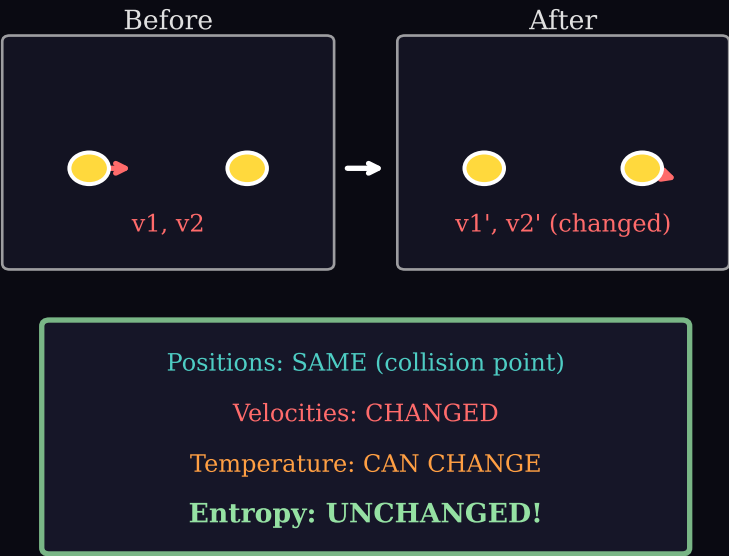 Before
After
v1, v2
v1', v2' (changed)
Positions: SAME (collision point)
Velocities: CHANGED
Temperature: CAN CHANGE
Entropy: UNCHANGED!